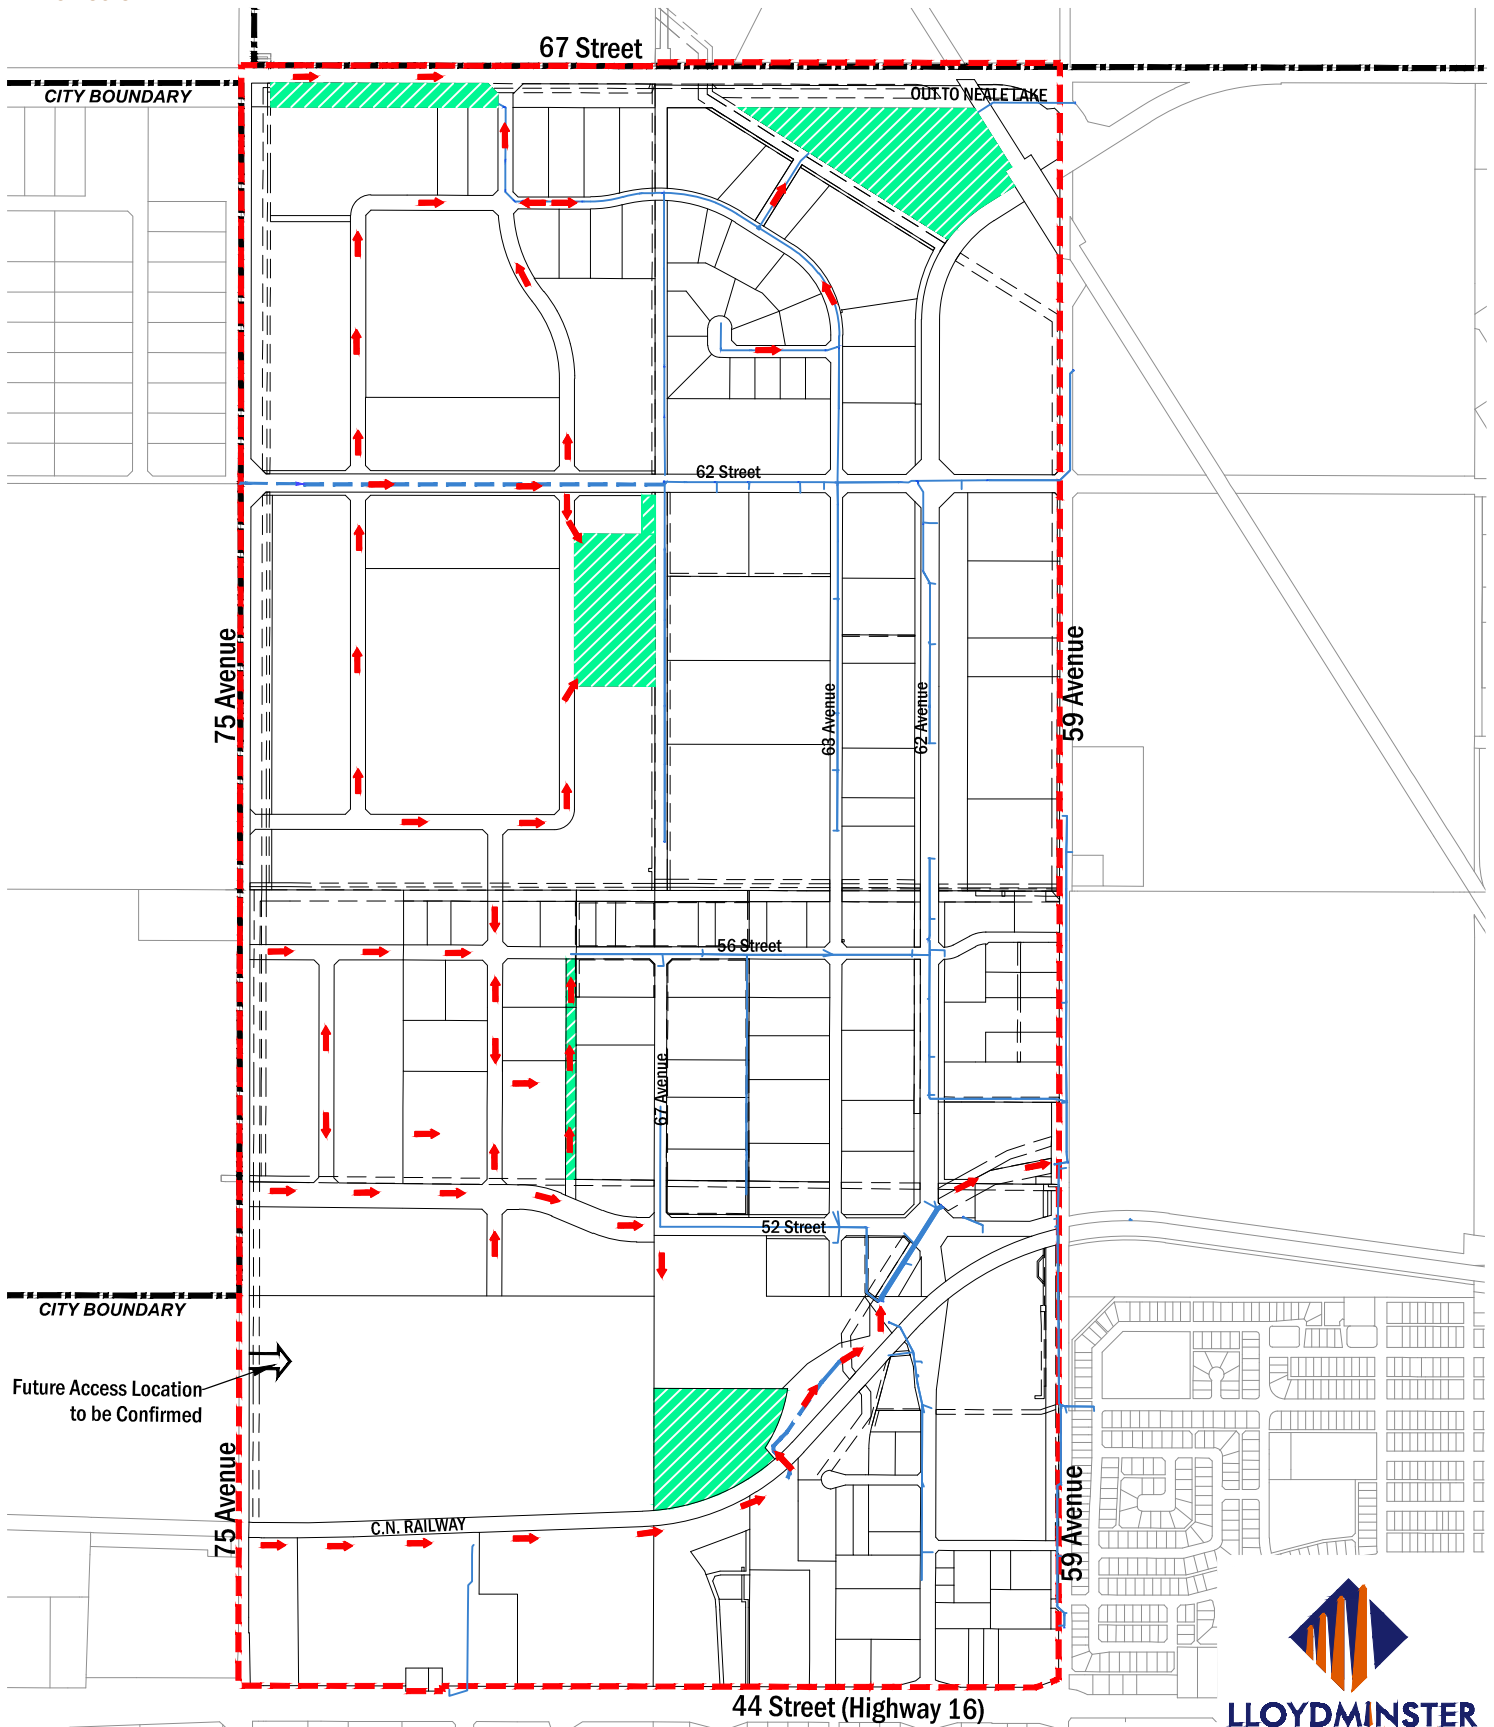 67 Street
CITY BOUNDARY
OUT TO NEALE LAKE
62 Street
75 Avenue
63 Avenue
62 Avenue
59 Avenue
56 Street
67 Avenue
52 Street
CITY BOUNDARY
Future Access Location
to be Confirmed
75 Avenue
C.N. RAILWAY
59 Avenue
44 Street (Highway 16)
LLOYDMINSTER